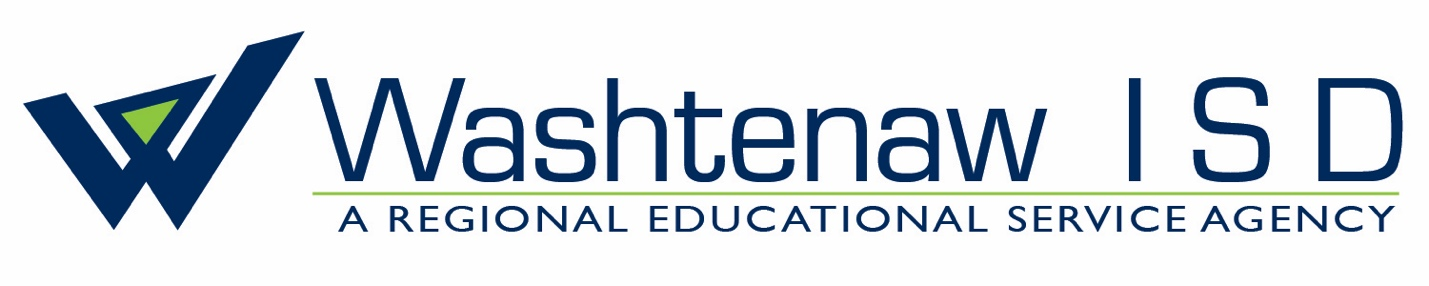 Washtenaw ISD
A REGIONAL EDUCATIONAL SERVICE AGENCY